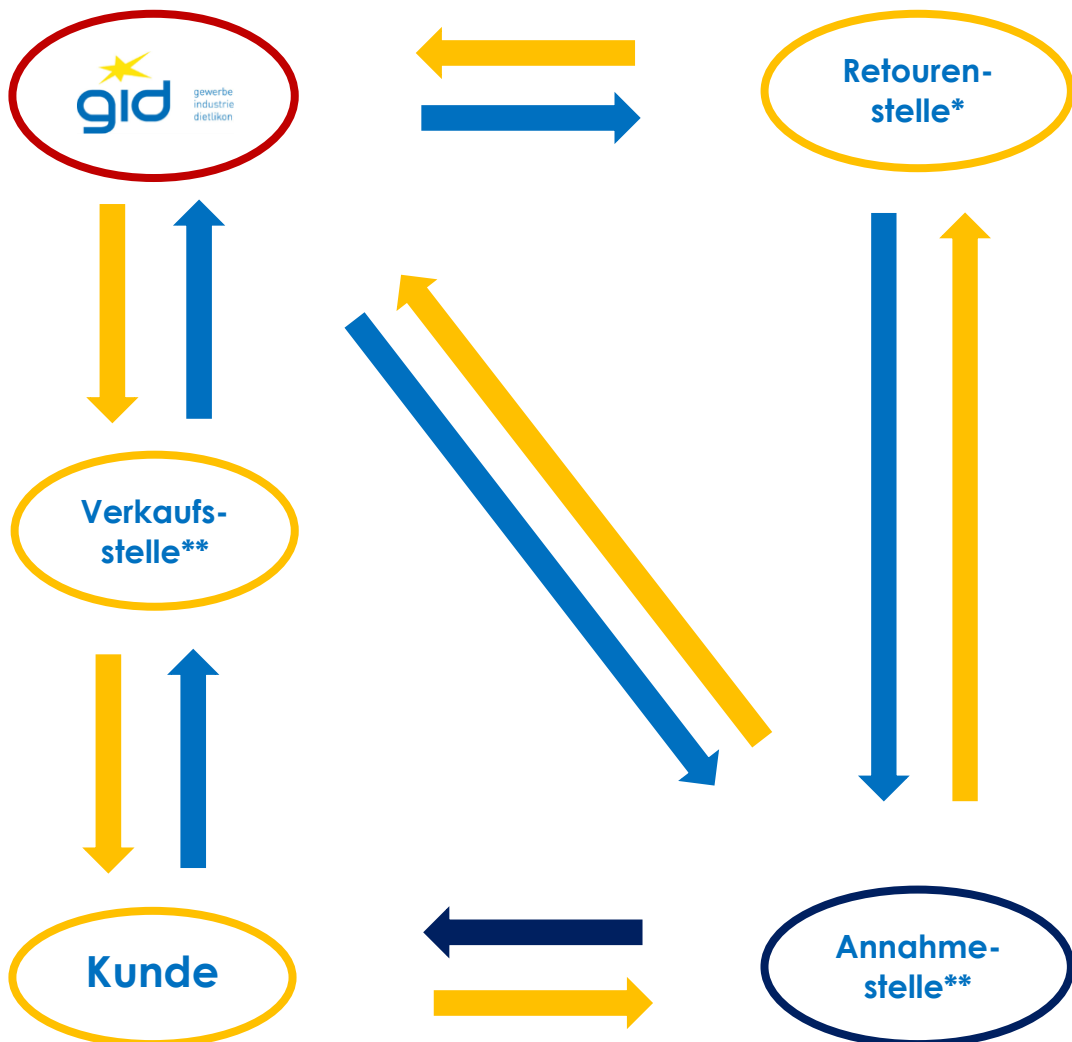 gid
gewerbe
industrie
dietlikon
Retouren-
stelle*
Verkaufs-
stelle**
Kunde
Annahme-
stelle**